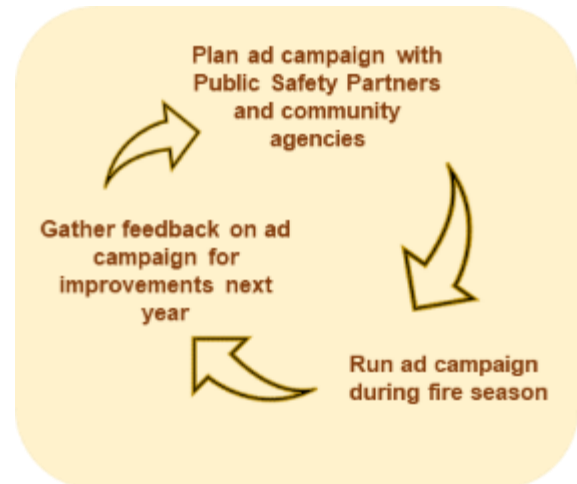 Plan ad campaign with
Public Safety Partners
and community
agencies
Gather feedback on ad
campaign for
improvements next
year
Run ad campaign
during fire season